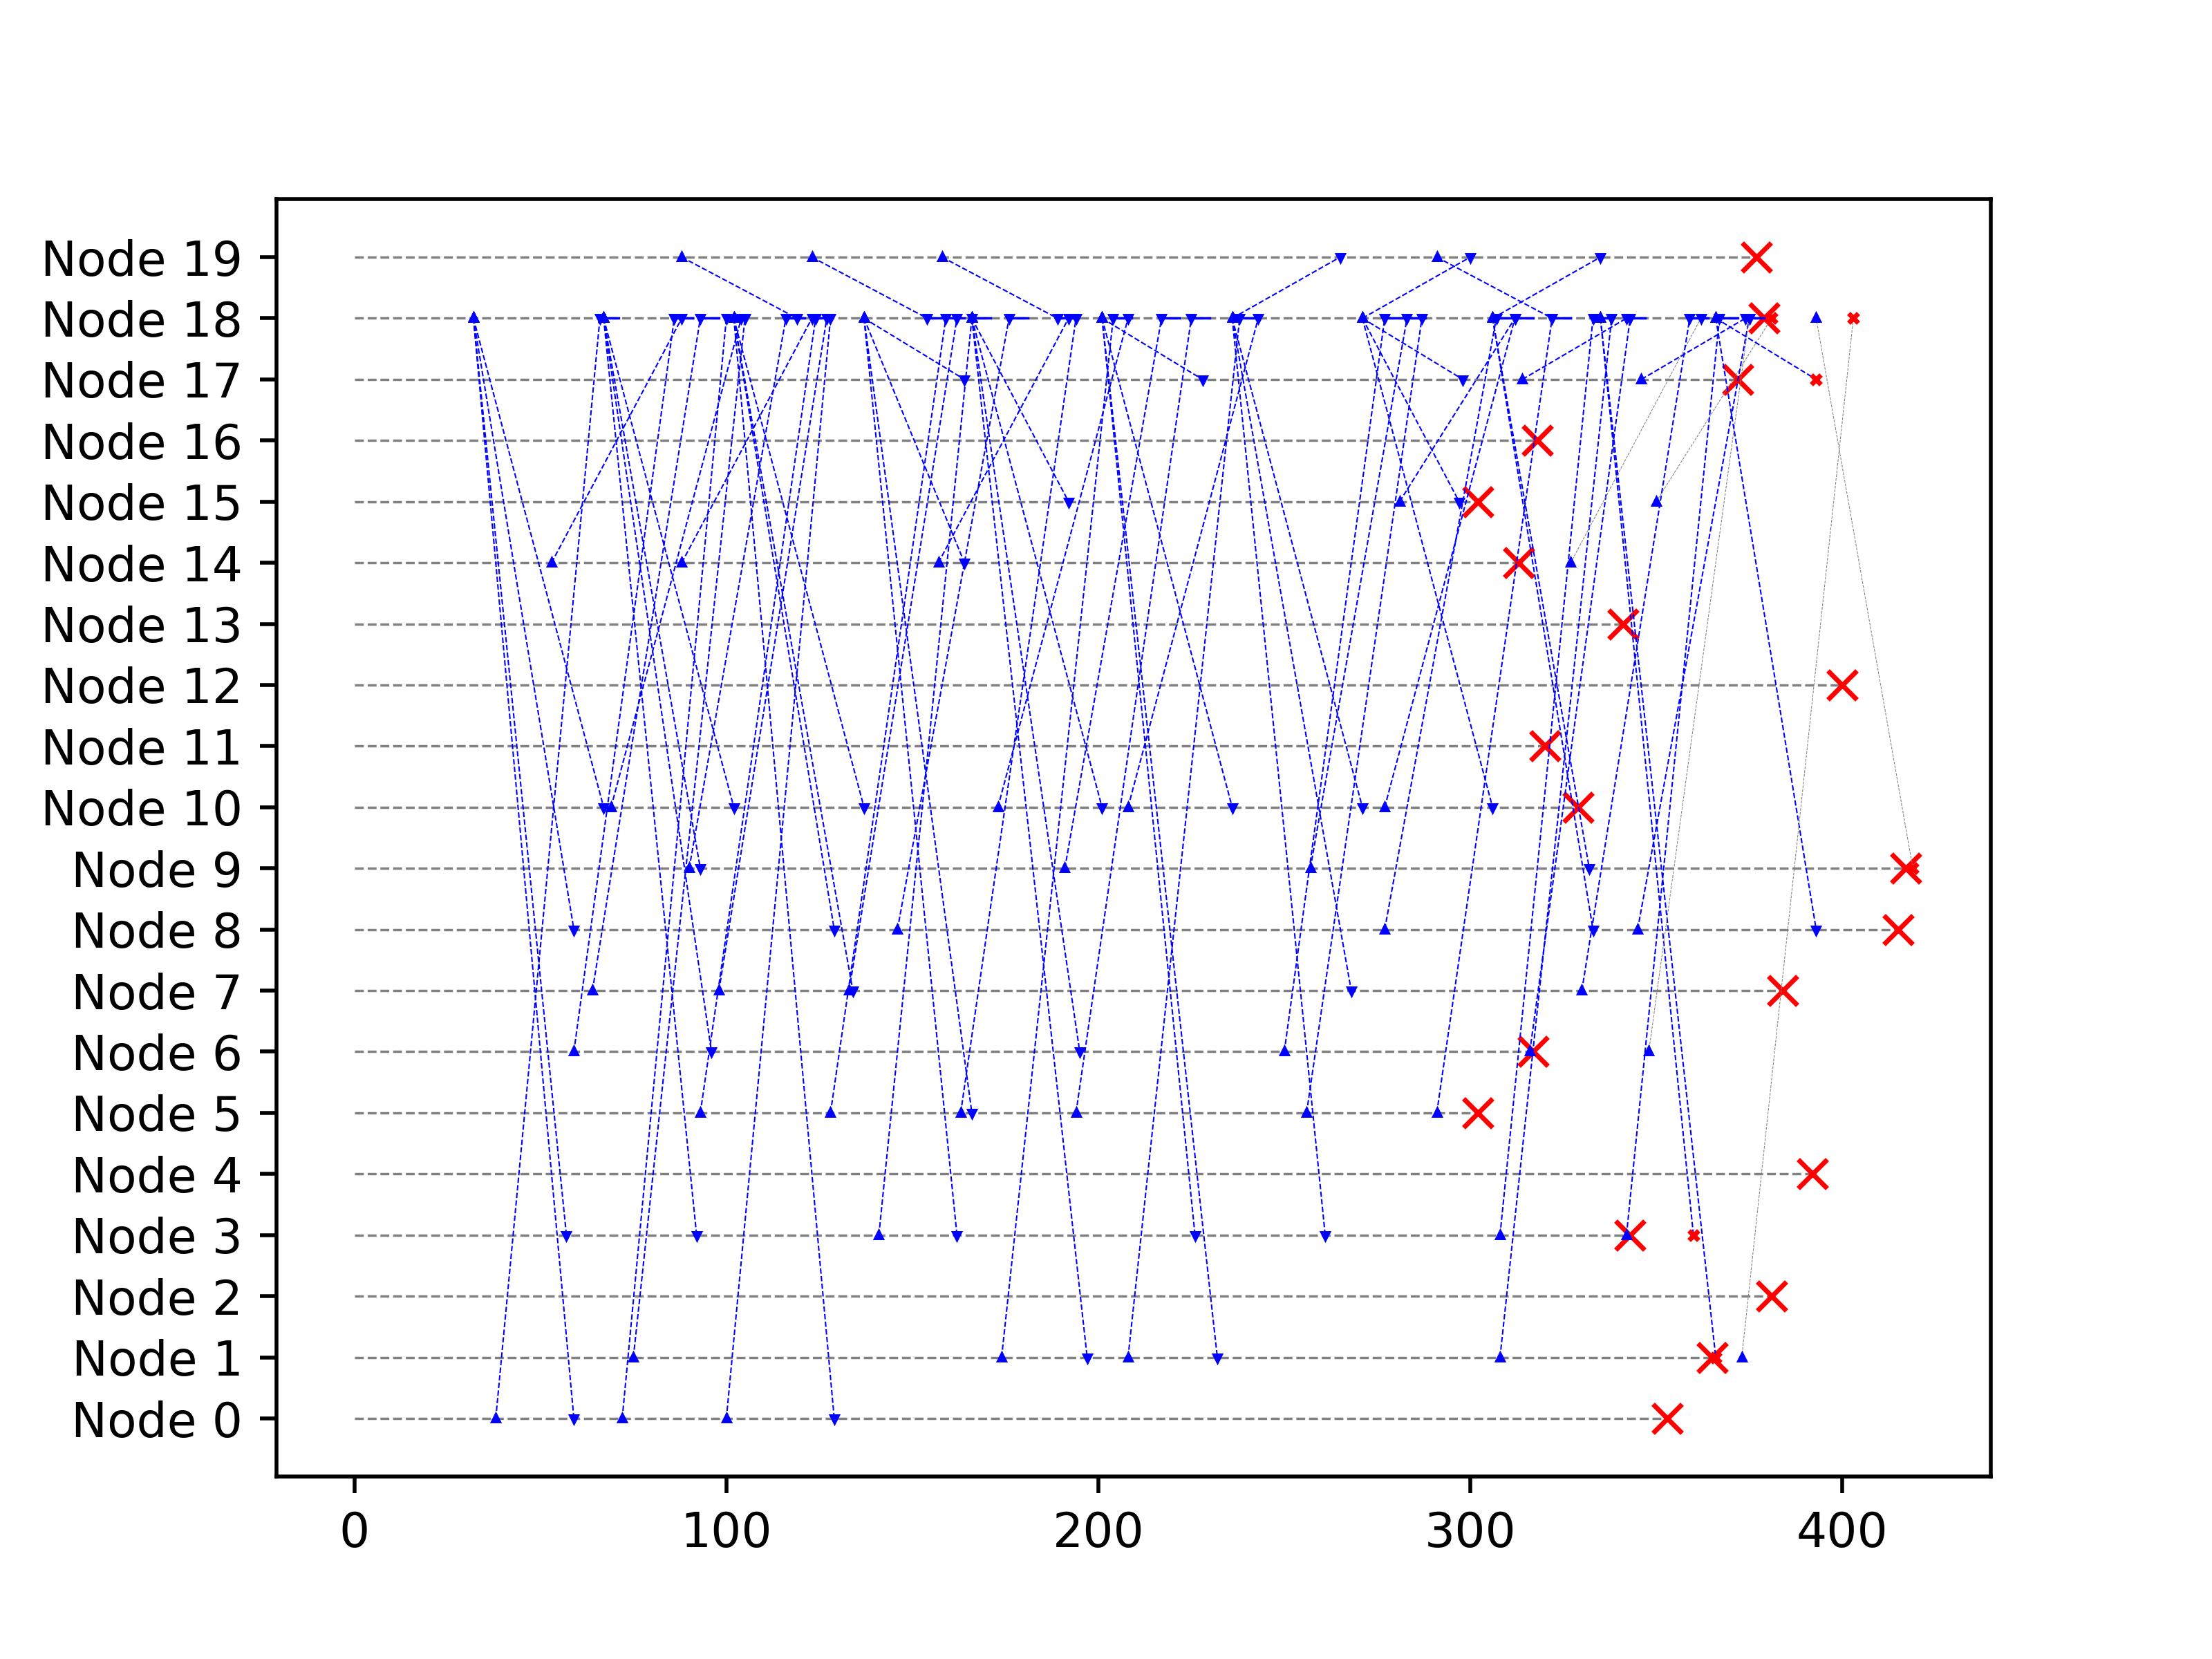 Node 19
Node 18
Node 17
Node 16
Node 15
Node 14
Node 13
Node 12
Node 11
Node 10
Node 9
Node 8
Node 7
Node 6
Node 5
Node 4
Node 3
Node 2
Node 1
Node 0
0 100 200 300 400